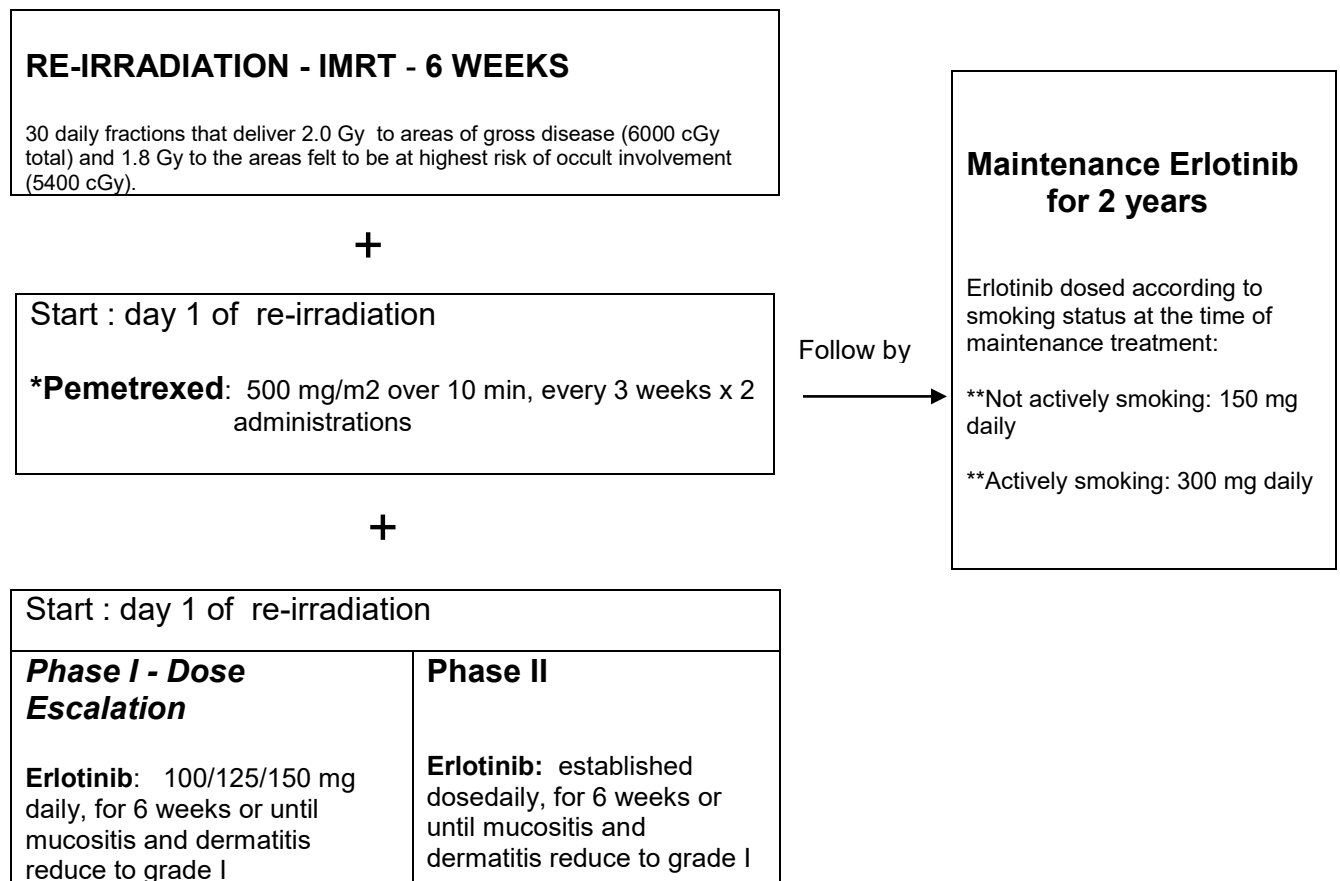 RE-IRRADIATION - IMRT - 6 WEEKS
30 daily fractions that deliver 2.0 Gy to areas of gross disease (6000 cGy
total) and 1.8 Gy to the areas felt to be at highest risk of occult involvement
(5400 cGy).
+
Start : day 1 of re-irradiation
*Pemetrexed: 500 mg/m2 over 10 min, every 3 weeks x 2
administrations
+
Start : day 1 of re-irradiation
Phase I - Dose
Escalation
Erlotinib: 100/125/150 mg
daily, for 6 weeks or until
mucositis and dermatitis
reduce to grade I
Phase II
Erlotinib: established
dosedaily, for 6 weeks or
until mucositis and
dermatitis reduce to grade I
Follow by
Maintenance Erlotinib
for 2 years
Erlotinib dosed according to
smoking status at the time of
maintenance treatment:
**Not actively smoking: 150 mg
daily
**Actively smoking: 300 mg daily